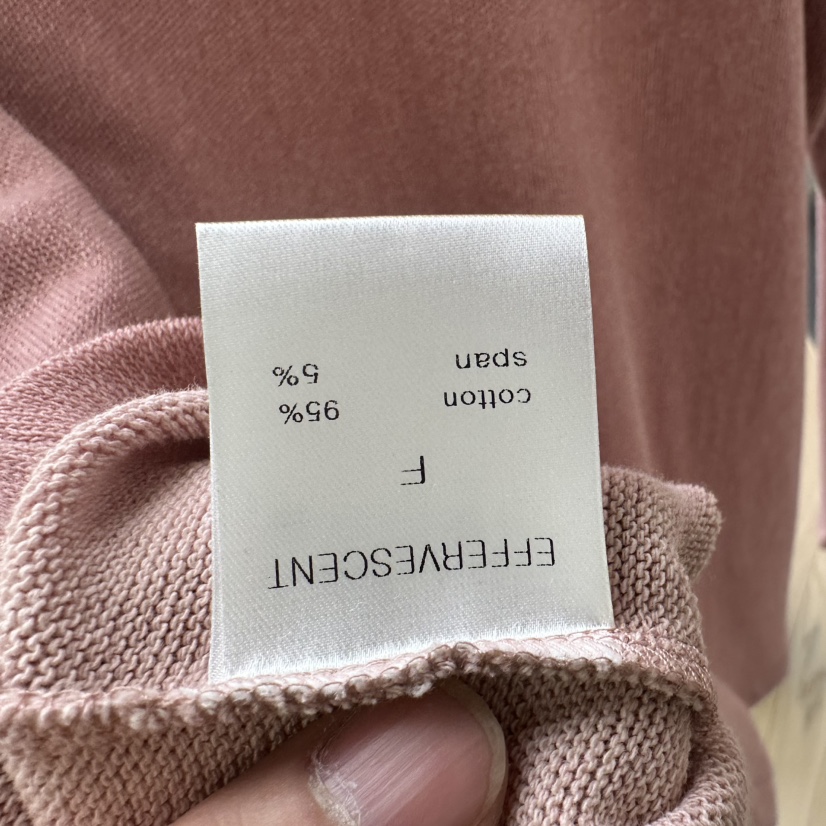 EFFERVESCENT
F
cotton 95%
span 5%